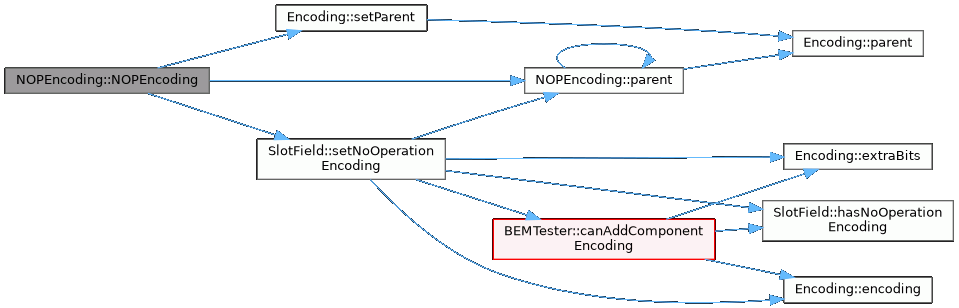 Encoding::setParent
Encoding::parent
NOPEncoding::NOPEncoding
NOPEncoding::parent
SlotField::setNoOperation
Encoding
Encoding::extraBits
SlotField::hasNoOperation
Encoding
BEMTester::canAddComponent
Encoding
Encoding::encoding